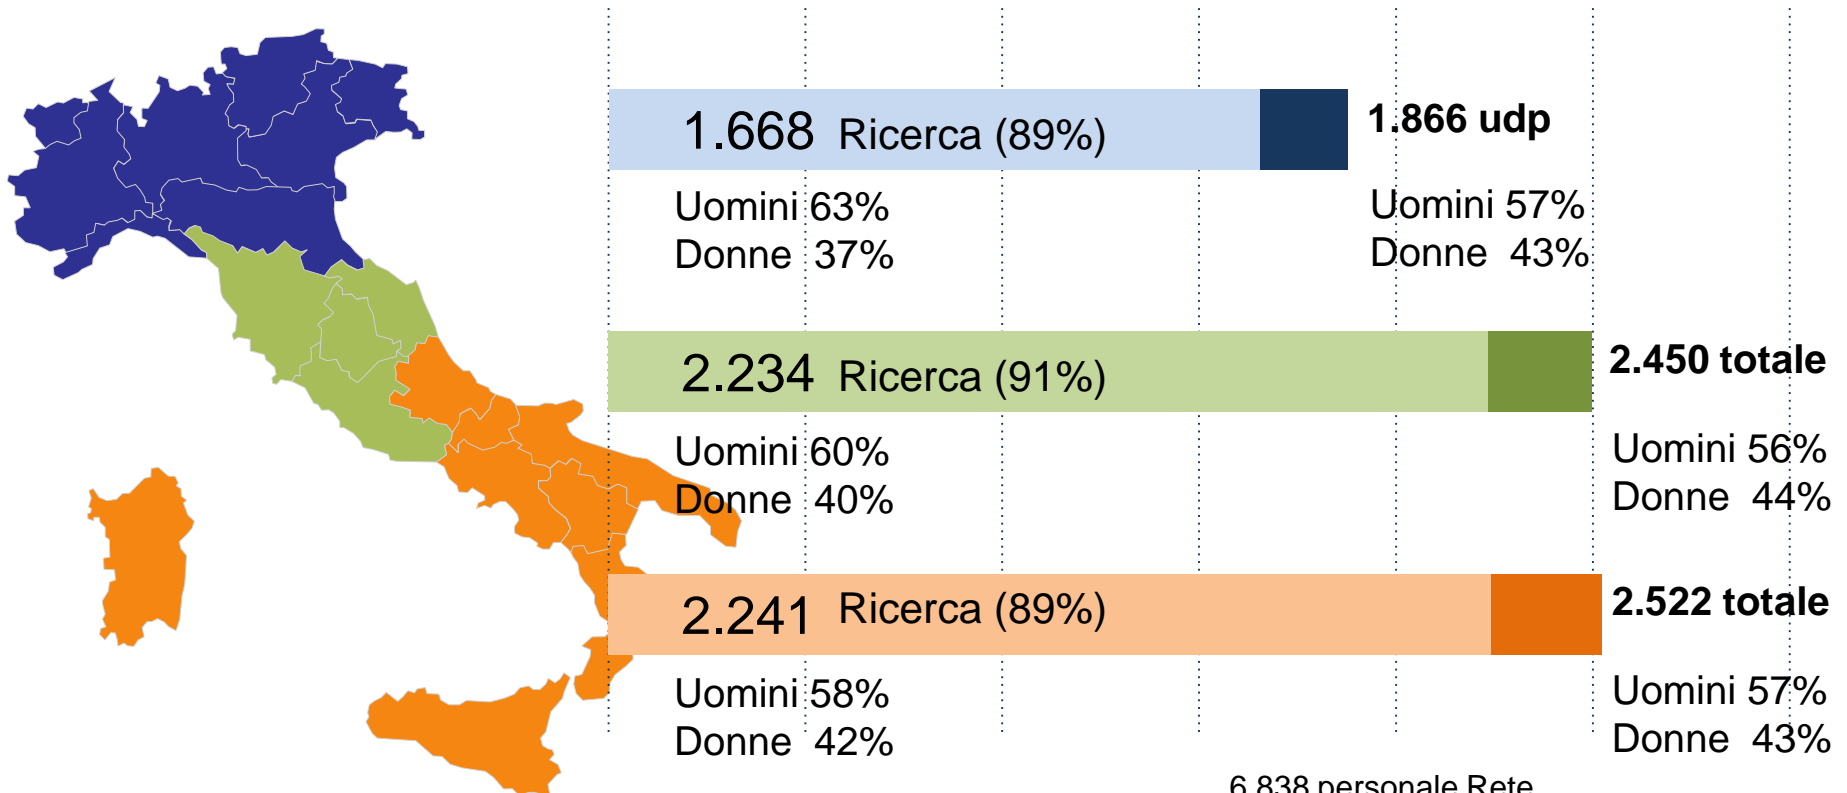 1.668 Ricerca (89%)
1.866 udp
Uomini 63%
Donne 37%
Uomini 57%
Donne 43%
2.234 Ricerca (91%)
2.450 totale
Uomini 60%
Donne 40%
Uomini 56%
Donne 44%
2.241 Ricerca (89%)
2.522 totale
Uomini 58%
Donne 42%
Uomini 57%
Donne 43%
6.838 personale Rete